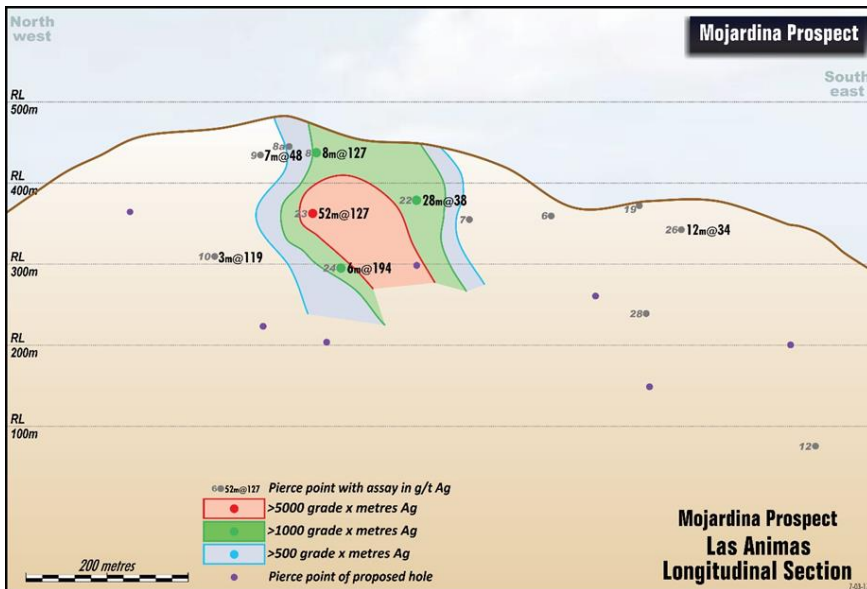 North
west
Mojardina Prospect
South
east
RL
500m
8a
9 7m@48
8 8m@127
RL
400m
22 28m@38
23 52m@127
7
6
19
26 12m@34
10 3m@119
24 6m@194
RL
300m
28
RL
200m
RL
100m
12
6 52m@127 Pierce point with assay in g/t Ag
>5000 grade x metres Ag
>1000 grade x metres Ag
>500 grade x metres Ag
Pierce point of proposed hole
200 metres
Mojardina Prospect
Las Animas
Longitudinal Section